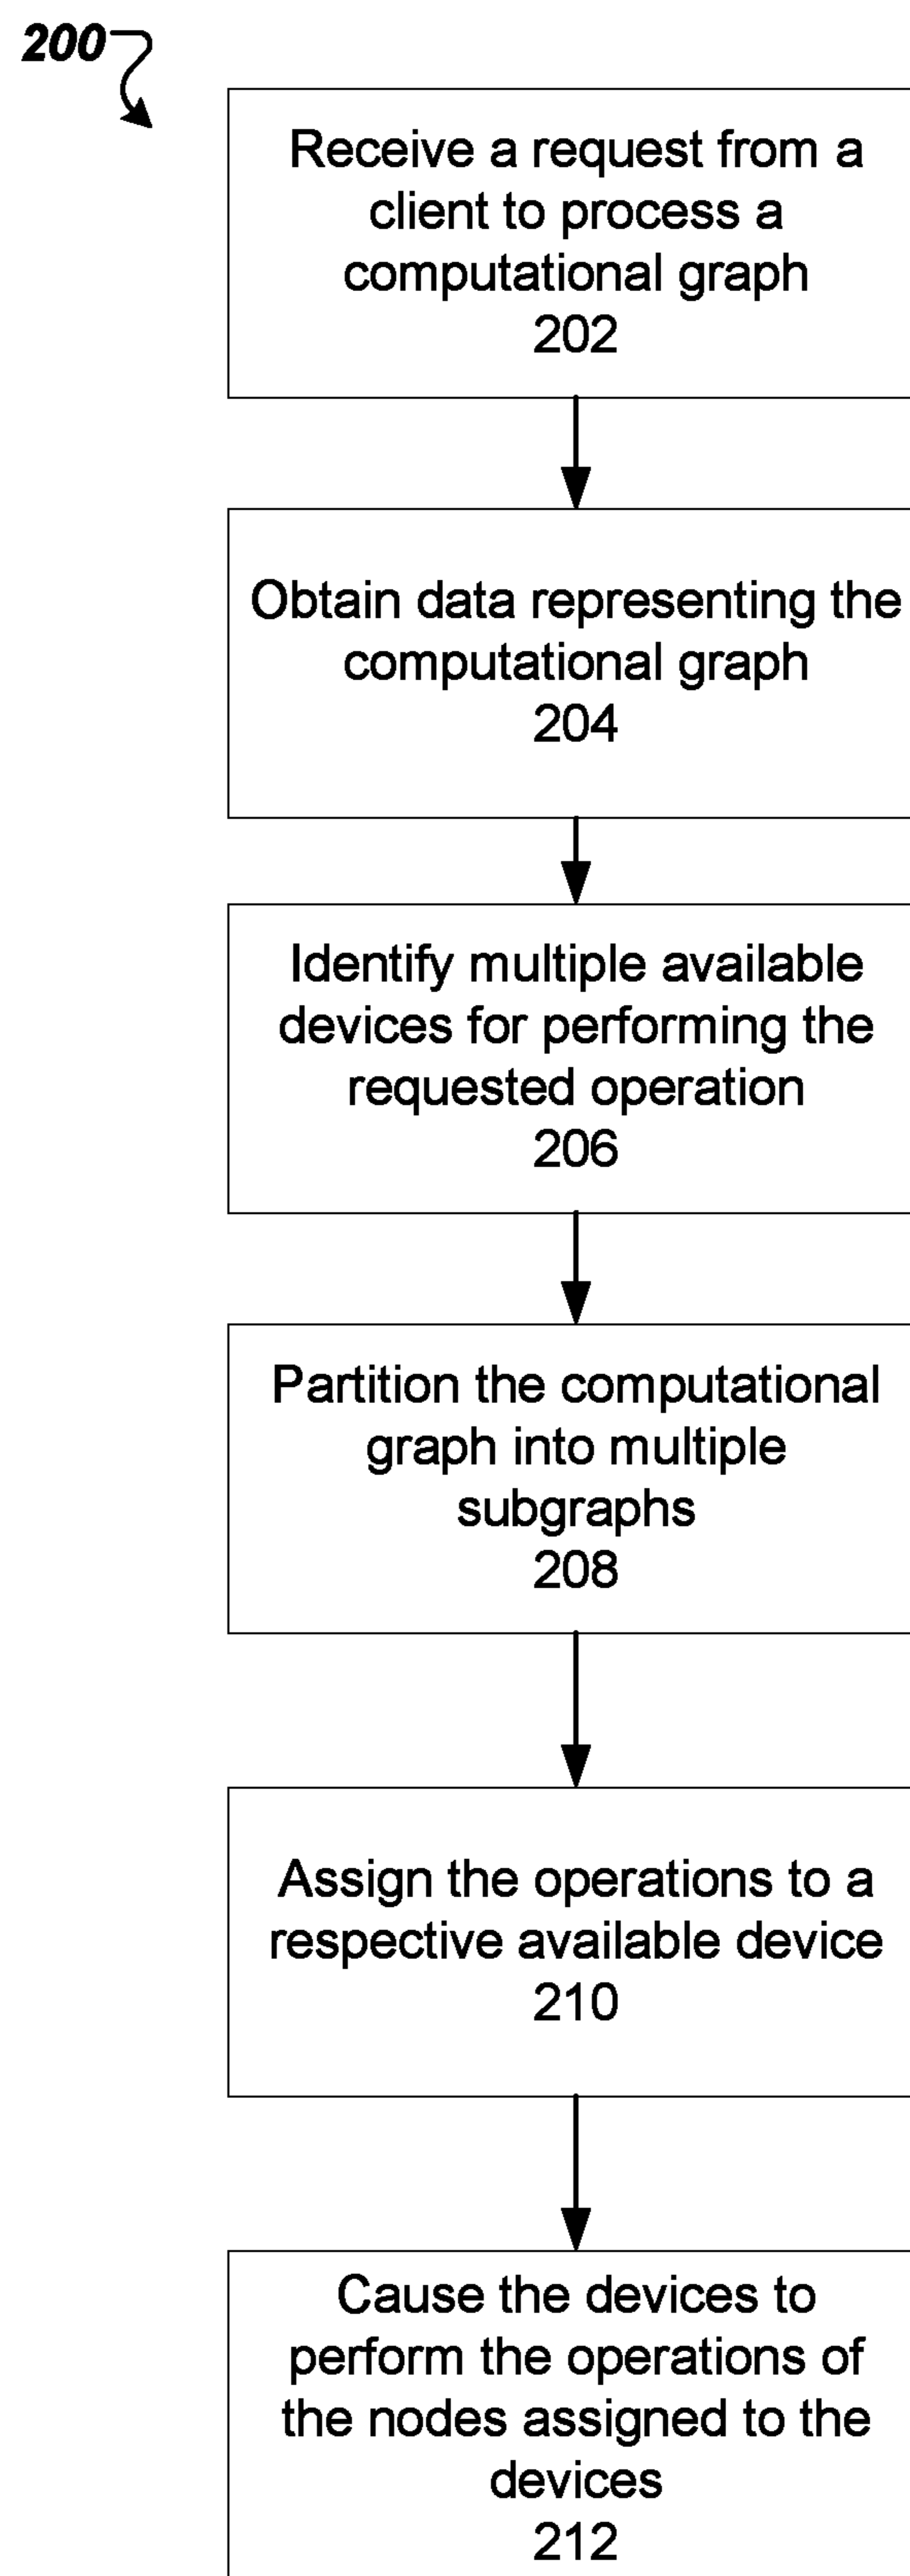 200
Receive a request from a
client to process a
computational graph
202
Obtain data representing the
computational graph
204
Identify multiple available
devices for performing the
requested operation
206
Partition the computational
graph into multiple
subgraphs
208
Assign the operations to a
respective available device
210
Cause the devices to
perform the operations of
the nodes assigned to the
devices
212